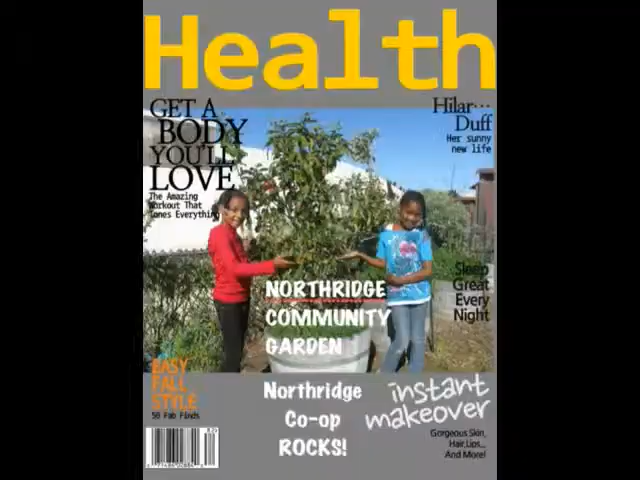 Health
GET A
BODY
YOU'LL
LOVE
The Amazing
Workout That
Tones Everything
Hilar...
Duff
Her sunny
new life
Sleep
Great
Every
Night
NORTHRIDGE
COMMUNITY
GARDEN
EASY
FALL
STYLE
50 Fab Finds
Northridge
Co-op
ROCKS!
instant
makeover
Gorgeous Skin,
Hair, Lips...
And More!